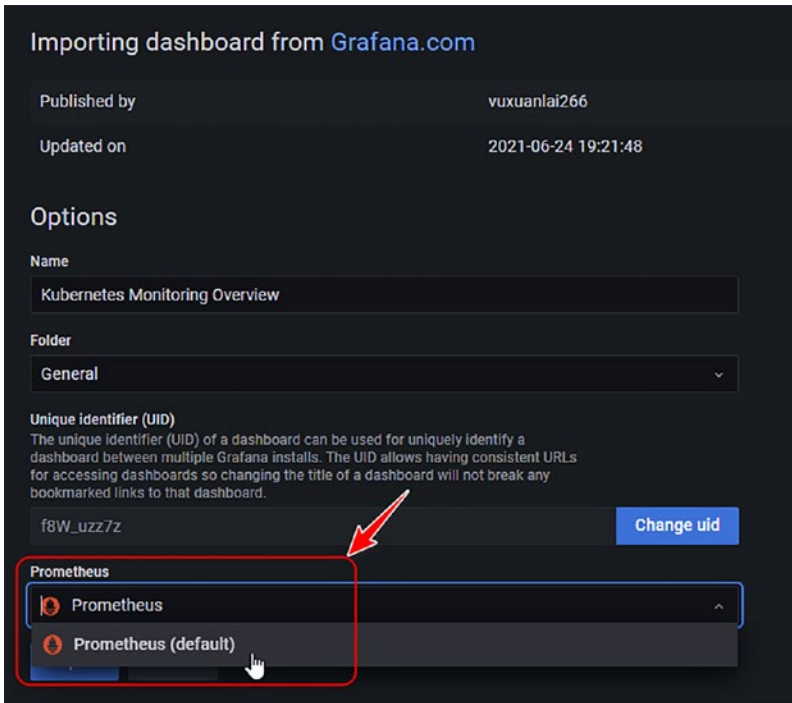 Importing dashboard from Grafana.com
Published by vuxuanlai266
Updated on 2021-06-24 19:21:48
Options
Name
Kubernetes Monitoring Overview
Folder
General
Unique identifier (UID)
The unique identifier (UID) of a dashboard can be used for uniquely identify a
dashboard between multiple Grafana installs. The UID allows having consistent URLs
for accessing dashboards so changing the title of a dashboard will not break any
bookmarked links to that dashboard.
f8W_uzz7z Change uid
Prometheus
Prometheus
Prometheus (default)